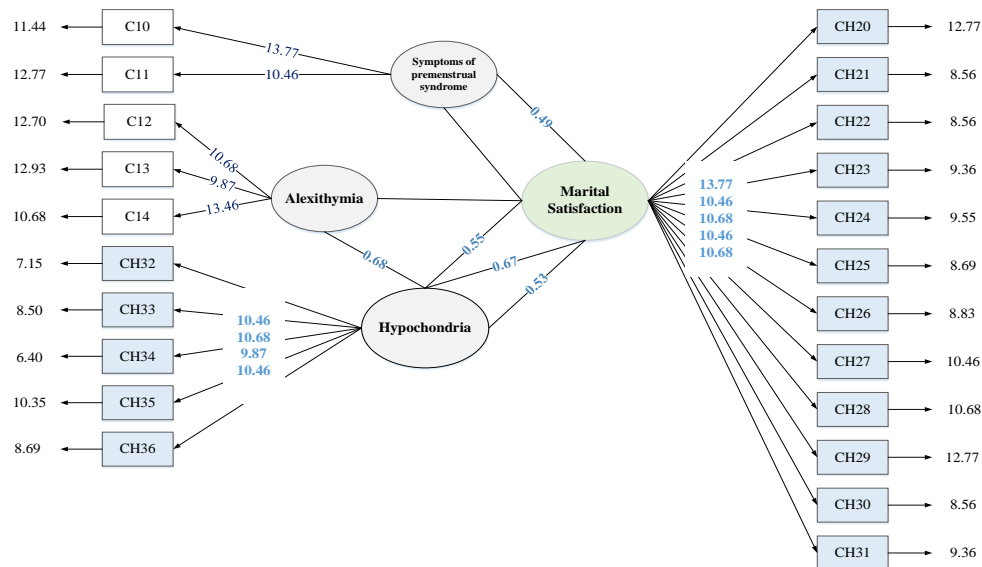 11.44
C10
13.77
12.77
C11
10.46
12.70
C12
10.68
12.93
C13
9.87
10.68
C14
13.46
7.15
CH32
8.50
CH33
6.40
CH34
10.35
CH35
8.69
CH36
10.46
10.68
9.87
10.46
Symptoms of
premenstrual
syndrome
Alexithymia
Hypochondria
0.49
0.68
0.55
0.67
0.53
Marital
Satisfaction
13.77
10.46
10.68
10.46
10.68
CH20
12.77
CH21
8.56
CH22
8.56
CH23
9.36
CH24
9.55
CH25
8.69
CH26
8.83
CH27
10.46
CH28
10.68
CH29
12.77
CH30
8.56
CH31
9.36